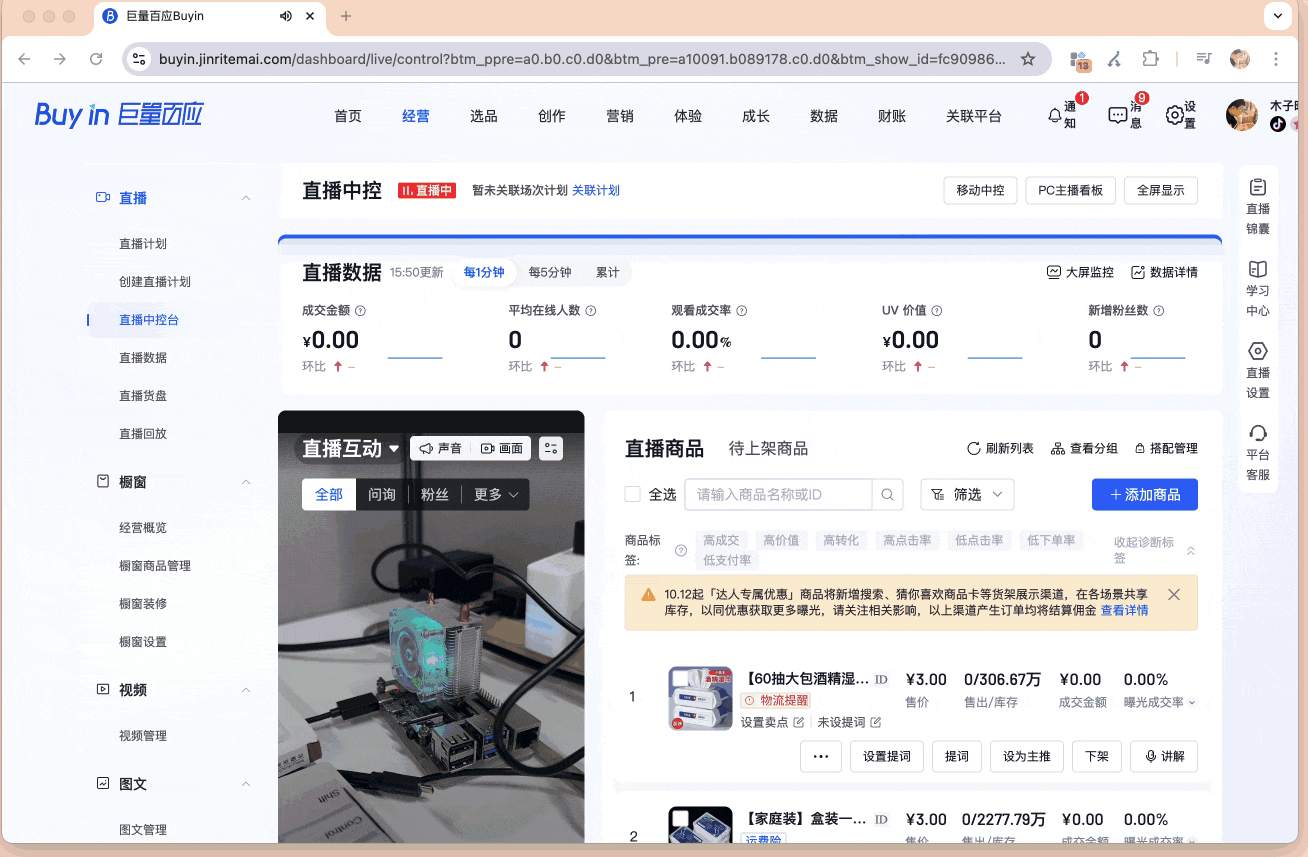 巨量百应Buyin
buyin.jinritemai.com/dashboard/live/control?btm_ppre=a0.b0.c0.d0&btm_pre=a10091.b089178.c0.d0&btm_show_id=fc90986...
13
Buyin 巨量百应
首页 经营 选品 创作 营销 体验 成长 数据 财账 关联平台
通知 1
消息 9
设置
木子
直播
直播计划
创建直播计划
直播中控台
直播数据
直播货盘
直播回放
橱窗
经营概览
橱窗商品管理
橱窗装修
橱窗设置
视频
视频管理
图文
图文管理
直播中控 直播中 暂未关联场次计划 关联计划
移动中控 PC主播看板 全屏显示
直播数据 15:50更新 每1分钟 每5分钟 累计
大屏监控 数据详情
成交金额 平均在线人数 观看成交率 UV 价值 新增粉丝数
¥0.00 0 0.00% ¥0.00 0
环比 – 环比 – 环比 – 环比 – 环比 –
直播互动 声音 画面
全部 问询 粉丝 更多
Shift
Control
直播商品 待上架商品
刷新列表 查看分组 搭配管理
全选 请输入商品名称或ID 筛选 +添加商品
商品标签: 高成交 高价值 高转化 高点击率 低点击率 低下单率
低支付率
收起诊断标签
10.12起「达人专属优惠」商品将新增搜索、猜你喜欢商品卡等货架展示渠道，在各场景共享
库存，以同优惠获取更多曝光，请关注相关影响，以上渠道产生订单均将结算佣金 查看详情
1 【60抽大包酒精湿... ID ¥3.00 0/306.67万 ¥0.00 0.00%
物流提醒 售价 售出/库存 成交金额 曝光成交率
设置卖点 未设提词
... 设置提词 提词 设为主推 下架 讲解
2 【家庭装】盒装一... ID ¥3.00 0/2277.79万 ¥0.00 0.00%
运费险 售价 售出/库存 成交金额 曝光成交率
直播
锦囊
学习
中心
直播
设置
平台
客服